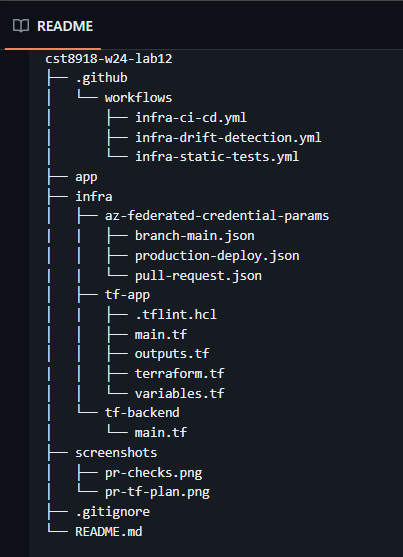 README
cst8918-w24-lab12
├── .github
│   └── workflows
│       ├── infra-ci-cd.yml
│       ├── infra-drift-detection.yml
│       └── infra-static-tests.yml
├── app
├── infra
│   ├── az-federated-credential-params
│   │   ├── branch-main.json
│   │   ├── production-deploy.json
│   │   └── pull-request.json
│   ├── tf-app
│   │   ├── .tflint.hcl
│   │   ├── main.tf
│   │   ├── outputs.tf
│   │   ├── terraform.tf
│   │   └── variables.tf
│   └── tf-backend
│       └── main.tf
├── screenshots
│   ├── pr-checks.png
│   └── pr-tf-plan.png
├── .gitignore
└── README.md